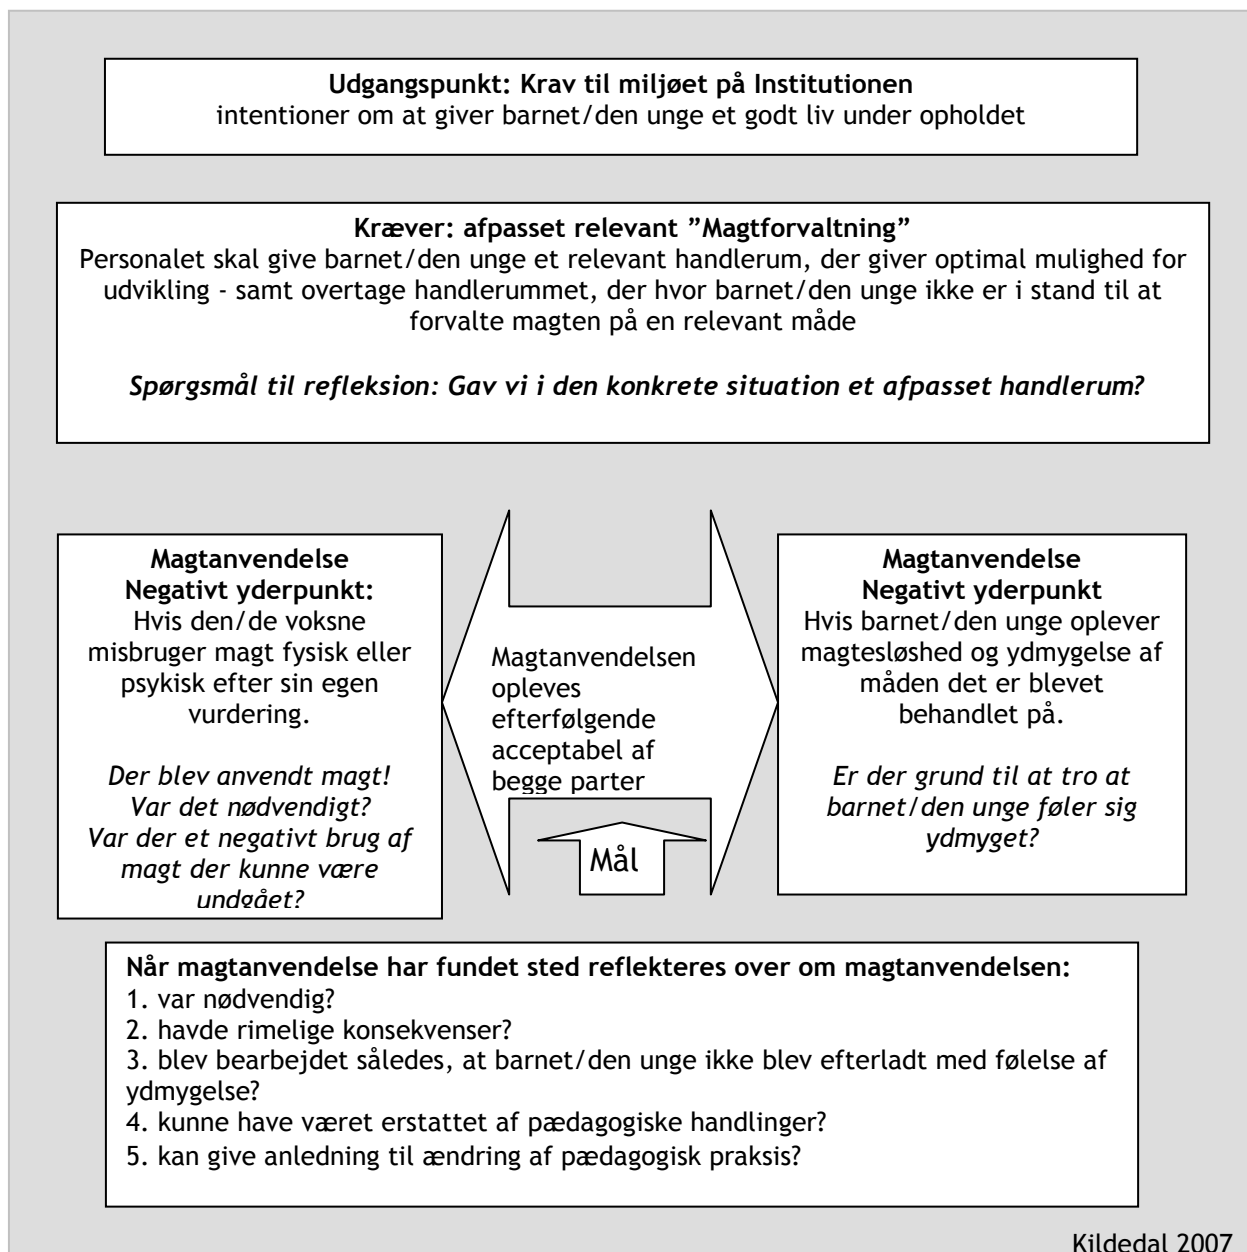 Udgangspunkt: Krav til miljøet på Institutionen
intentioner om at giver barnet/den unge et godt liv under opholdet
Kræver: afpasset relevant ”Magtforvaltning”
Personalet skal give barnet/den unge et relevant handlerum, der giver optimal mulighed for
udvikling - samt overtage handlerummet, der hvor barnet/den unge ikke er i stand til at
forvalte magten på en relevant måde
Spørgsmål til refleksion: Gav vi i den konkrete situation et afpasset handlerum?
Magtanvendelse
Negativt yderpunkt:
Hvis den/de voksne
misbruger magt fysisk eller
psykisk efter sin egen
vurdering.
Der blev anvendt magt!
Var det nødvendigt?
Var der et negativt brug af
magt der kunne være
undgået?
Magtanvendelsen
opleves
efterfølgende
acceptabel af
begge parter
Mål
Magtanvendelse
Negativt yderpunkt
Hvis barnet/den unge oplever
magtesløshed og ydmygelse af
måden det er blevet
behandlet på.
Er der grund til at tro at
barnet/den unge føler sig
ydmyget?
Når magtanvendelse har fundet sted reflekteres over om magtanvendelsen:
1. var nødvendig?
2. havde rimelige konsekvenser?
3. blev bearbejdet således, at barnet/den unge ikke blev efterladt med følelse af
ydmygelse?
4. kunne have været erstattet af pædagogiske handlinger?
5. kan give anledning til ændring af pædagogisk praksis?
Kildedal 2007